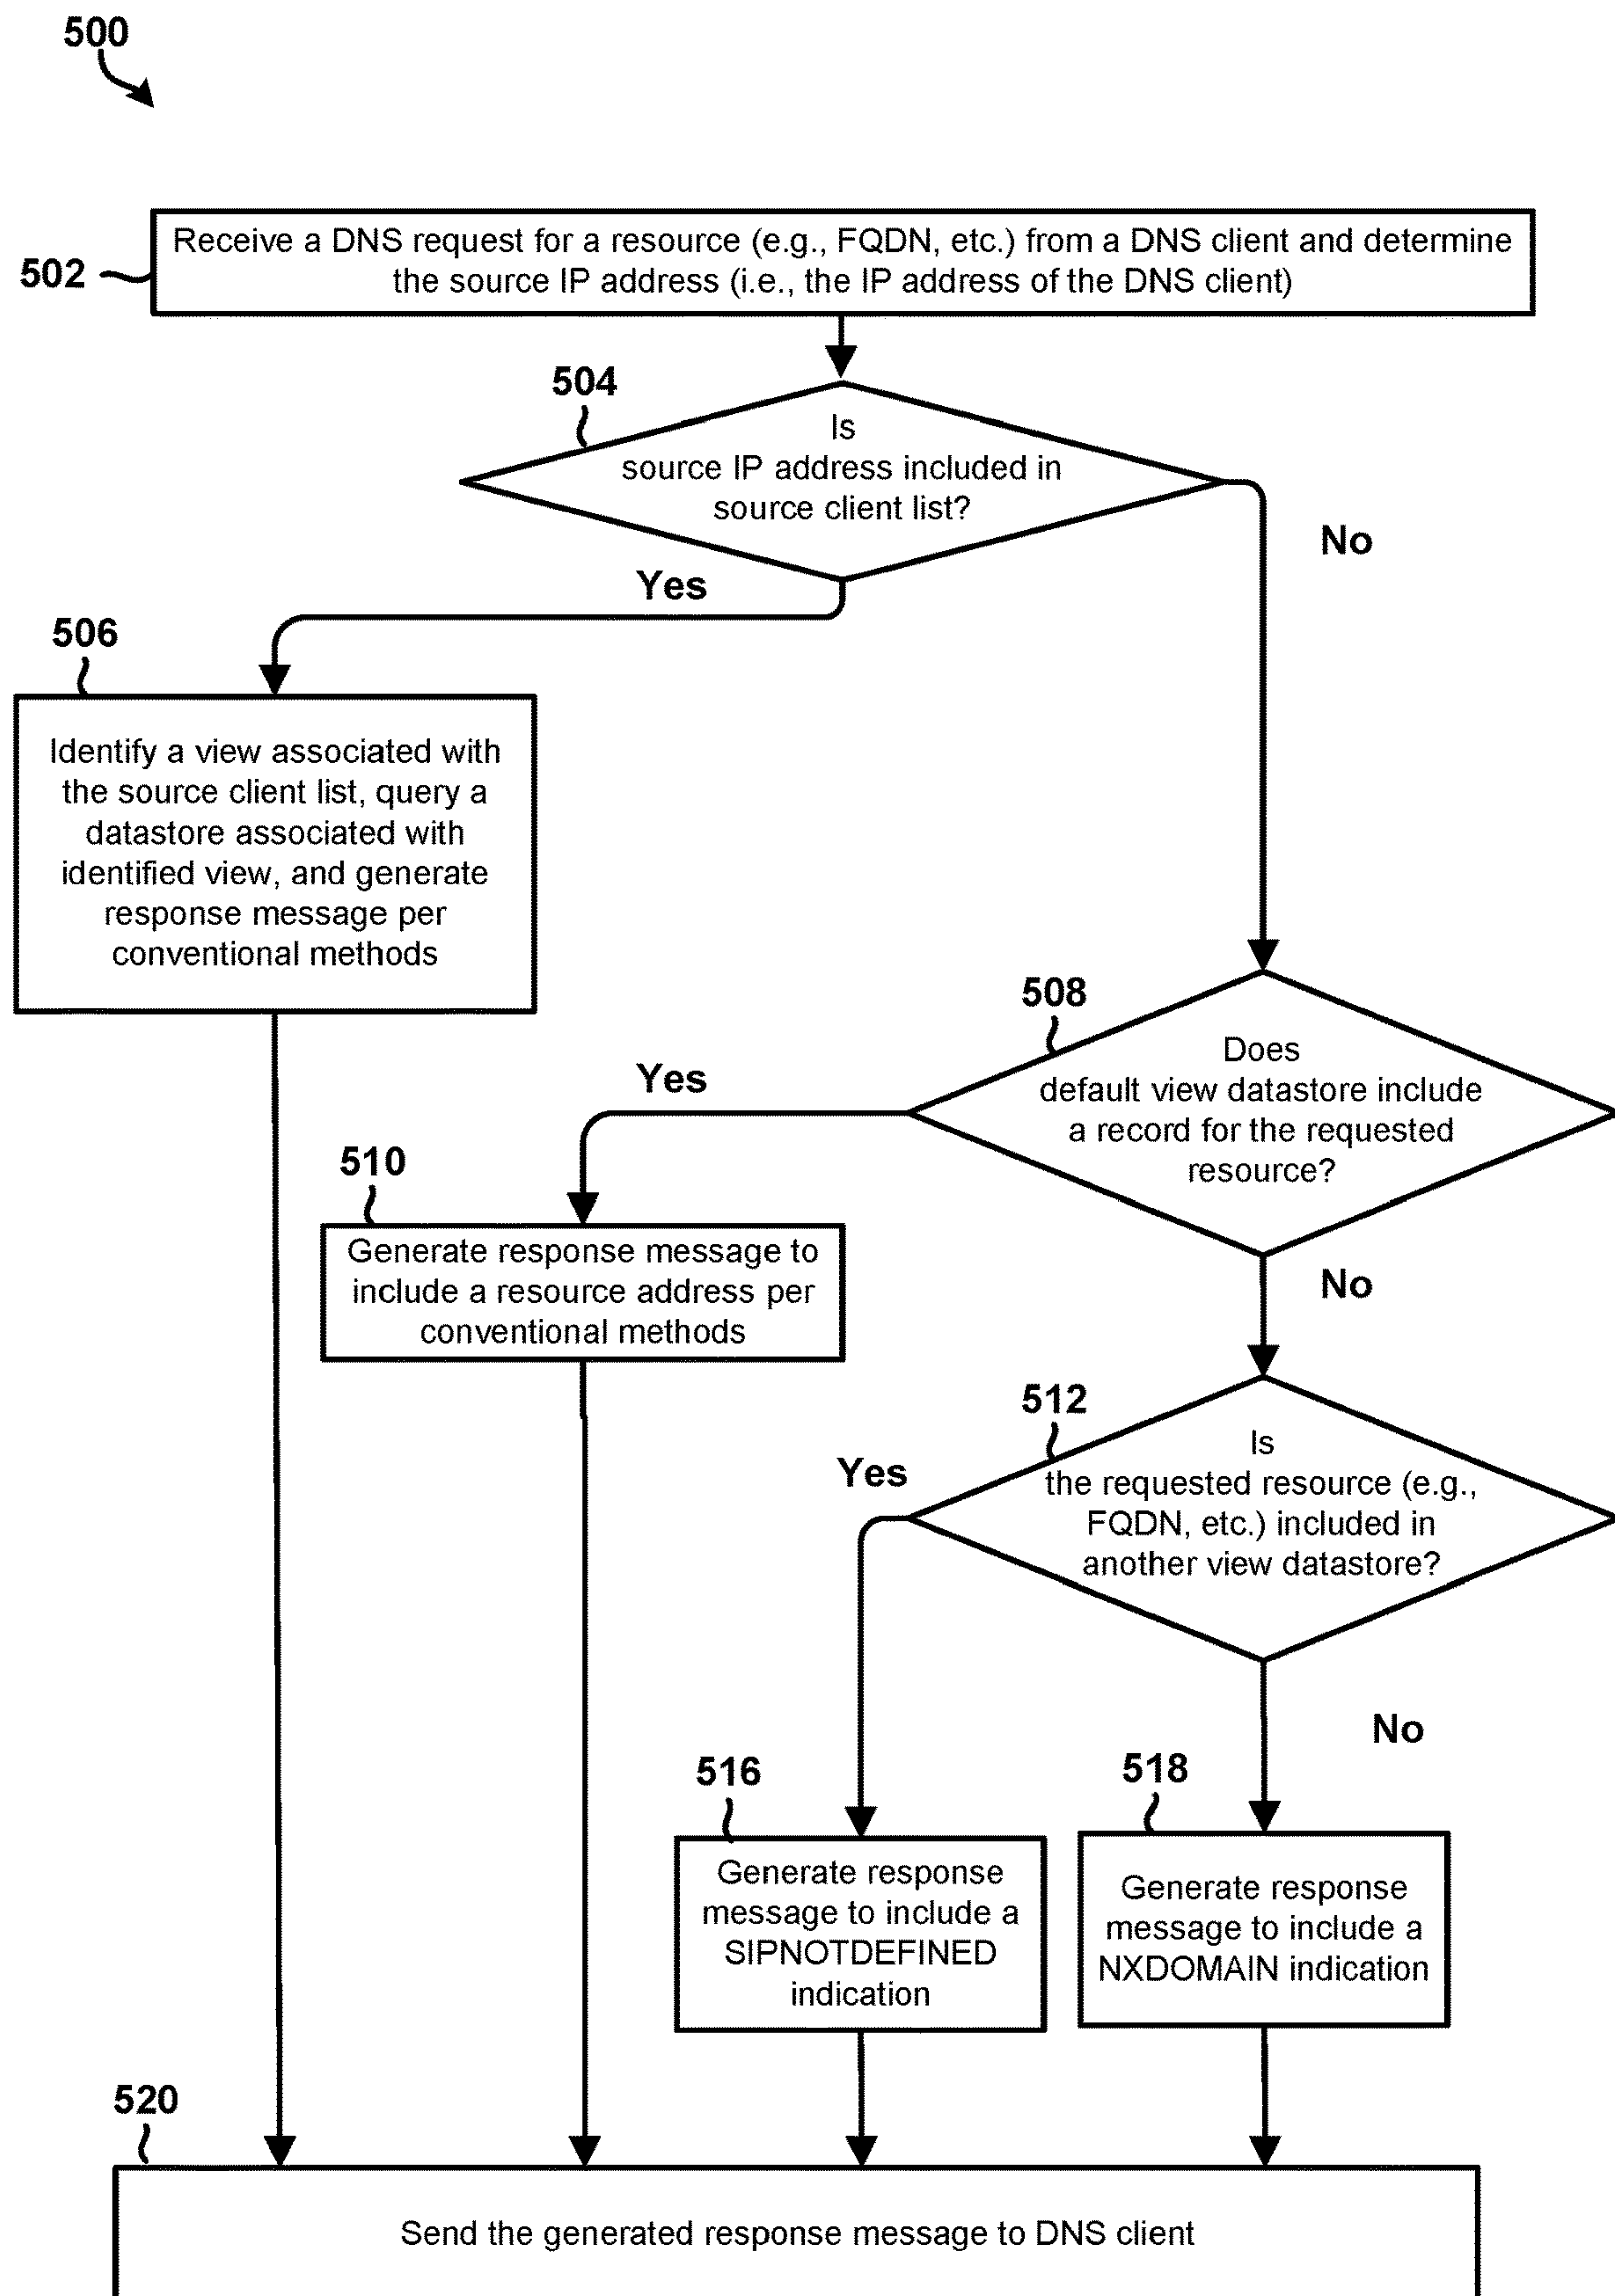 500
502
Receive a DNS request for a resource (e.g., FQDN, etc.) from a DNS client and determine
the source IP address (i.e., the IP address of the DNS client)
504
Is
source IP address included in
source client list?
No
Yes
506
Identify a view associated with
the source client list, query a
datastore associated with
identified view, and generate
response message per
conventional methods
508
Does
default view datastore include
a record for the requested
resource?
Yes
510
Generate response message to
include a resource address per
conventional methods
No
512
Is
the requested resource (e.g.,
FQDN, etc.) included in
another view datastore?
Yes
No
516
Generate response
message to include a
SIPNOTDEFINED
indication
518
Generate response
message to include a
NXDOMAIN indication
520
Send the generated response message to DNS client